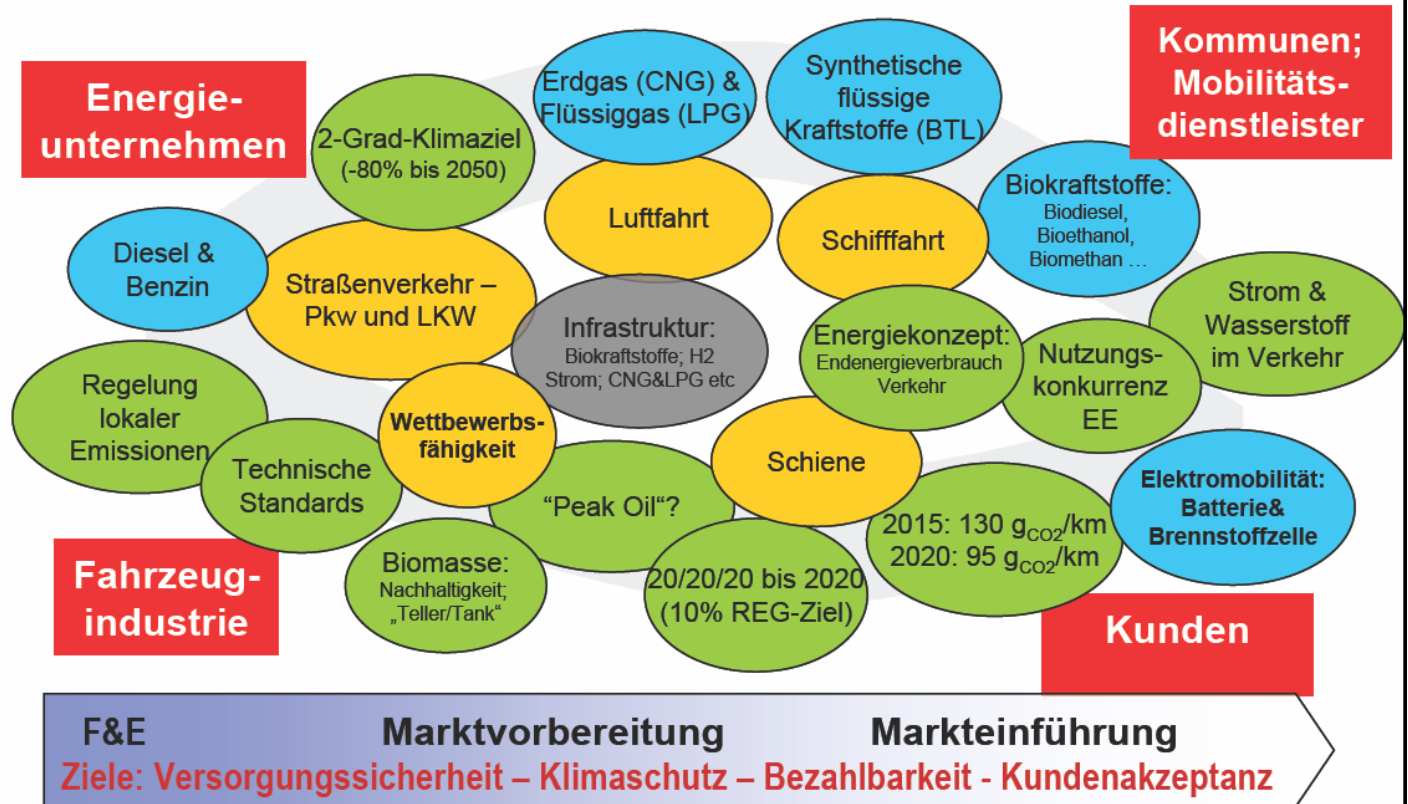 Energie-
unternehmen
2-Grad-Klimaziel
(-80% bis 2050)
Erdgas (CNG) &
Flüssiggas (LPG)
Synthetische
flüssige
Kraftstoffe (BTL)
Kommunen;
Mobilitäts-
dienstleister
Diesel &
Benzin
Straßenverkehr –
Pkw und LKW
Luftfahrt
Schifffahrt
Biokraftstoffe:
Biodiesel,
Bioethanol,
Biomethan ...
Infrastruktur:
Biokraftstoffe; H2
Strom; CNG&LPG etc
Energiekonzept:
Endenergieverbrauch
Verkehr
Nutzungs-
konkurrenz
EE
Strom &
Wasserstoff
im Verkehr
Regelung
lokaler
Emissionen
Technische
Standards
Wettbewerbs-
fähigkeit
"Peak Oil"?
Schiene
Elektromobilität:
Batterie&
Brennstoffzelle
Fahrzeug-
industrie
Biomasse:
Nachhaltigkeit;
„Teller/Tank“
20/20/20 bis 2020
(10% REG-Ziel)
2015: 130 gCO2/km
2020: 95 gCO2/km
Kunden
F&E Marktvorbereitung Markteinführung
Ziele: Versorgungssicherheit – Klimaschutz – Bezahlbarkeit - Kundenakzeptanz